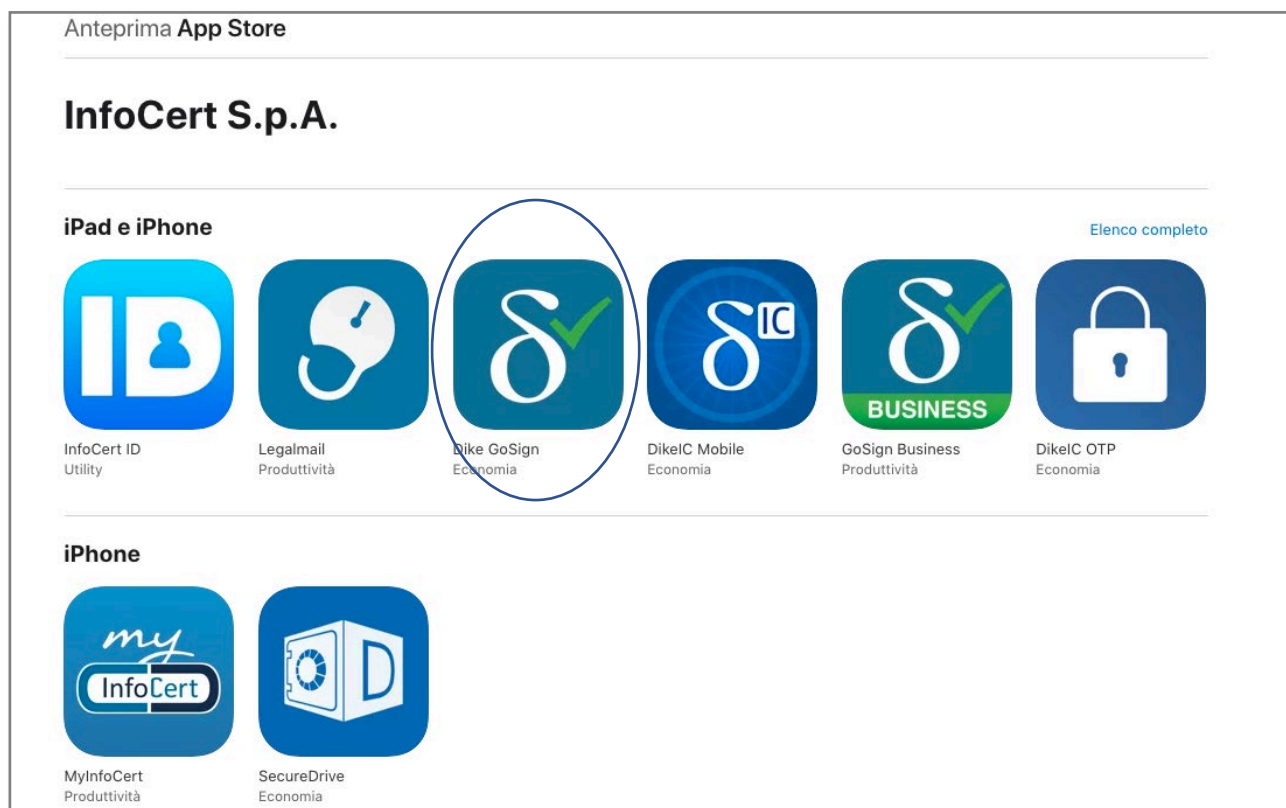 Anteprima App Store
InfoCert S.p.A.
iPad e iPhone
Elenco completo
ID
δ
δ IC
δ
BUSINESS
InfoCert ID
Utility
Legalmail
Produttività
Dike GoSign
Economia
DikeIC Mobile
Economia
GoSign Business
Produttività
DikeIC OTP
Economia
iPhone
my
InfoCert
D
MyInfoCert
Produttività
SecureDrive
Economia